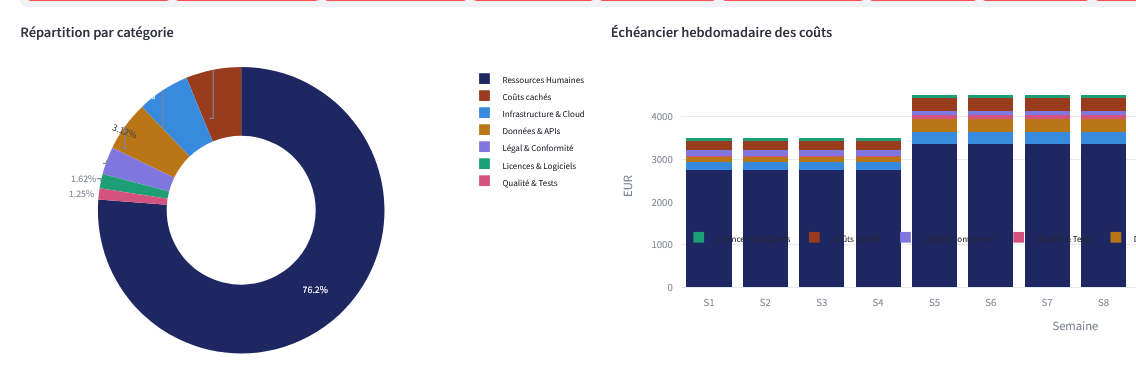 Répartition par catégorie
76.2%
3.12%
1.62%
1.25%
Ressources Humaines
Coûts cachés
Infrastructure & Cloud
Données & APIs
Légal & Conformité
Licences & Logiciels
Qualité & Tests
Échéancier hebdomadaire des coûts
EUR
4000
3000
2000
1000
0
S1 S2 S3 S4 S5 S6 S7 S8
Semaine